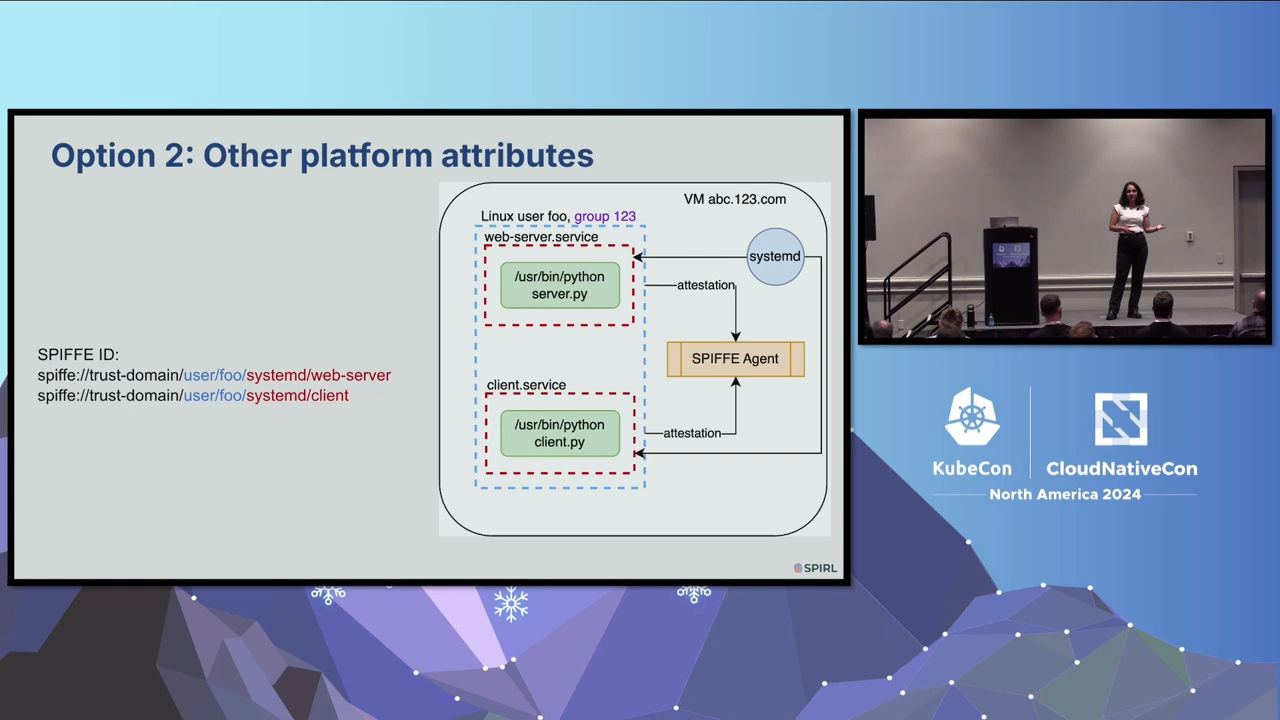 Option 2: Other platform attributes
VM abc.123.com
Linux user foo, group 123
web-server.service
systemd
/usr/bin/python
server.py
attestation
SPIFFE Agent
SPIFFE ID:
spiffe://trust-domain/user/foo/systemd/web-server
spiffe://trust-domain/user/foo/systemd/client
client.service
/usr/bin/python
client.py
attestation
SPIRL
KubeCon
CloudNativeCon
North America 2024